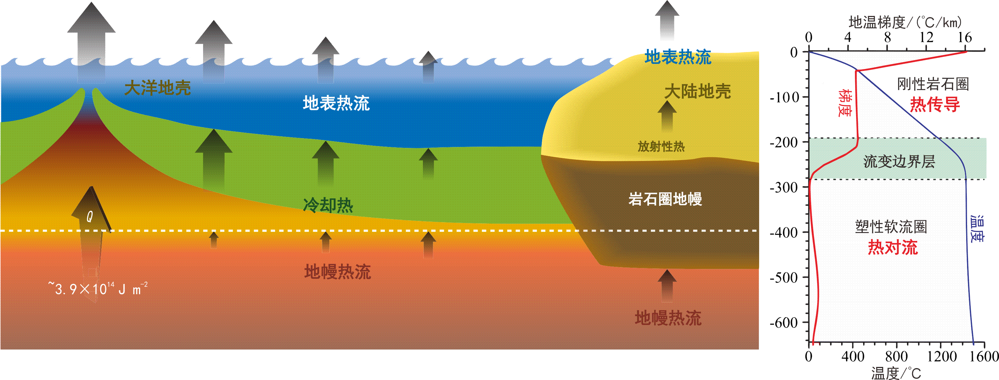 大洋地壳
地表热流
冷却热
地幔热流
Q
~3.9×10¹⁴ J m⁻²
地表热流
大陆地壳
放射性热
岩石圈地幔
地幔热流
地温梯度/(℃/km)
0 4 8 12 16
0
-100
-200
-300
-400
-500
-600
梯度
刚性岩石圈
热传导
流变边界层
塑性软流圈
热对流
温度
0 400 800 1200 1600
温度/℃